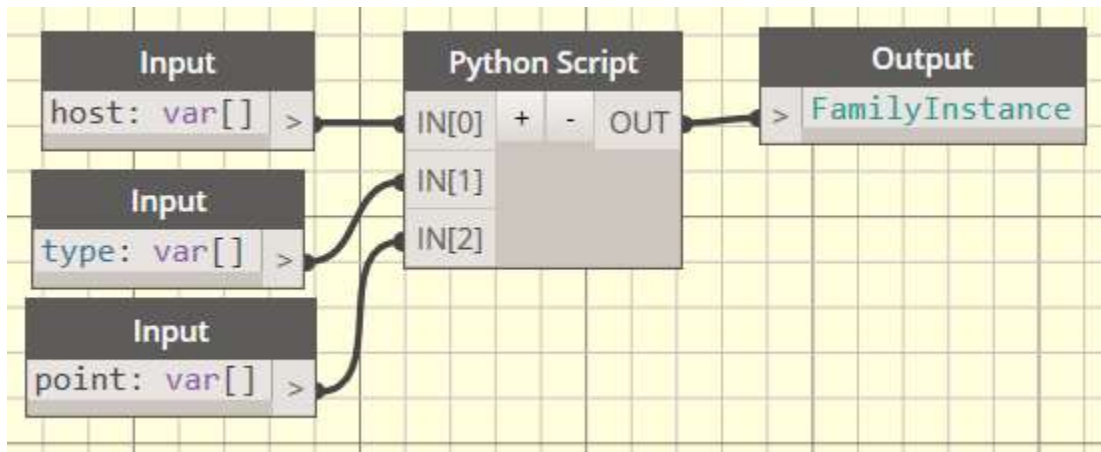 Input
host: var[] >
Input
type: var[] >
Input
point: var[] >
Python Script
IN[0] + - OUT
IN[1]
IN[2]
Output
> FamilyInstance